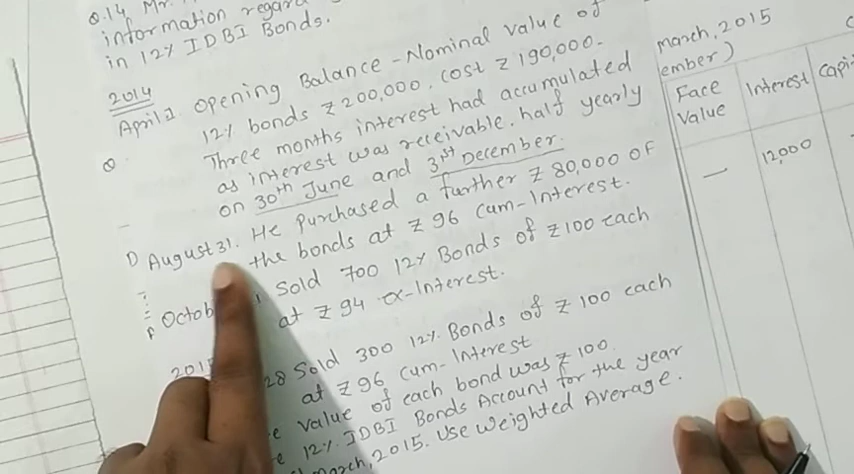 Q.14 Mr.
information regard
in 12% IDBI Bonds.
2014
April 1 Opening Balance - Nominal value of
12% bonds ₹200,000. cost ₹190,000.
Three months interest had accumulated
as interest was receivable. half yearly
on 30th June and 31st December.
August 31. He purchased a further ₹80,000 of
the bonds at ₹96 cum-Interest.
Octob 1 Sold 700 12% Bonds of ₹100 each
at ₹94 ex-Interest.
2015
28 Sold 300 12% Bonds of ₹100 each
at ₹96 cum-Interest
e value of each bond was ₹100.
e 12% IDBI Bonds Account for the year
March, 2015. Use Weighted Average.
march, 2015
ember)
Face Value
Interest
Capi
—
12,000